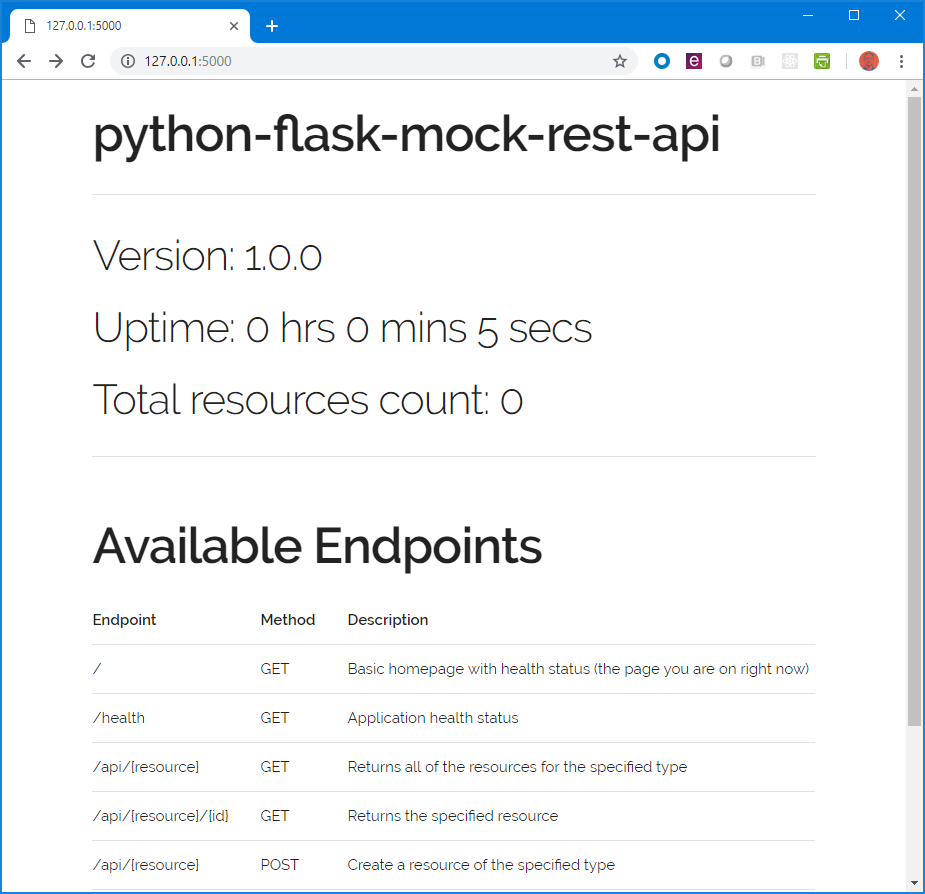 127.0.0.1:5000
127.0.0.1:5000
python-flask-mock-rest-api
Version: 1.0.0
Uptime: 0 hrs 0 mins 5 secs
Total resources count: 0
Available Endpoints
Endpoint Method Description
/ GET Basic homepage with health status (the page you are on right now)
/health GET Application health status
/api/{resource} GET Returns all of the resources for the specified type
/api/{resource}/{id} GET Returns the specified resource
/api/{resource} POST Create a resource of the specified type